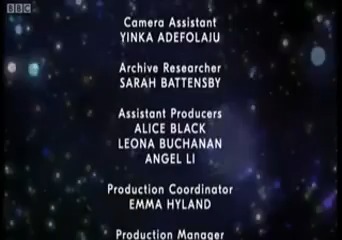 BBC
Camera Assistant
YINKA ADEFOLAJU
Archive Researcher
SARAH BATTENSBY
Assistant Producers
ALICE BLACK
LEONA BUCHANAN
ANGEL LI
Production Coordinator
EMMA HYLAND
Production Manager